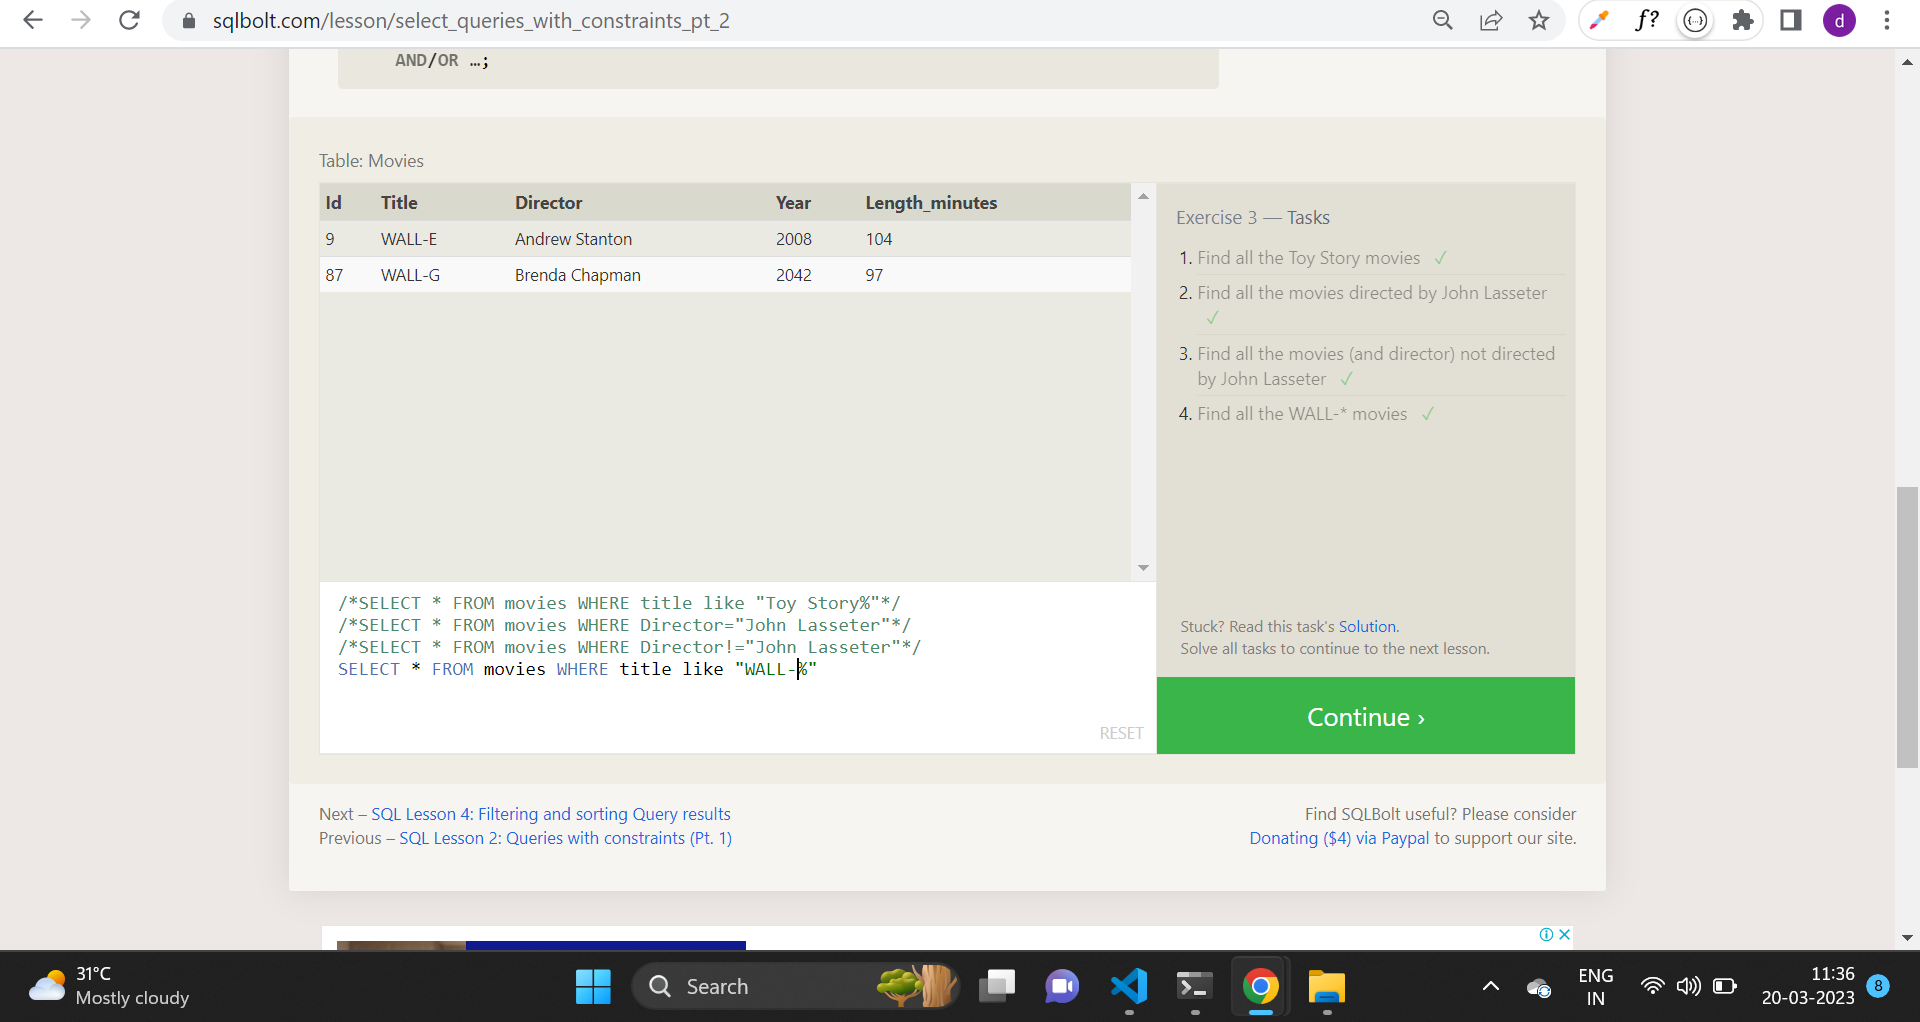 sqlbolt.com/lesson/select_queries_with_constraints_pt_2
f?
d
AND/OR …;
Table: Movies
Id Title Director Year Length_minutes
9 WALL-E Andrew Stanton 2008 104
87 WALL-G Brenda Chapman 2042 97
Exercise 3 — Tasks
1. Find all the Toy Story movies ✓
2. Find all the movies directed by John Lasseter
✓
3. Find all the movies (and director) not directed
by John Lasseter ✓
4. Find all the WALL-* movies ✓
/*SELECT * FROM movies WHERE title like "Toy Story%"*/
/*SELECT * FROM movies WHERE Director="John Lasseter"*/
/*SELECT * FROM movies WHERE Director!="John Lasseter"*/
SELECT * FROM movies WHERE title like "WALL-%"
RESET
Stuck? Read this task's Solution.
Solve all tasks to continue to the next lesson.
Continue ›
Next – SQL Lesson 4: Filtering and sorting Query results
Previous – SQL Lesson 2: Queries with constraints (Pt. 1)
Find SQLBolt useful? Please consider
Donating ($4) via Paypal to support our site.
31°C
Mostly cloudy
Search
ENG
IN
11:36
20-03-2023
8